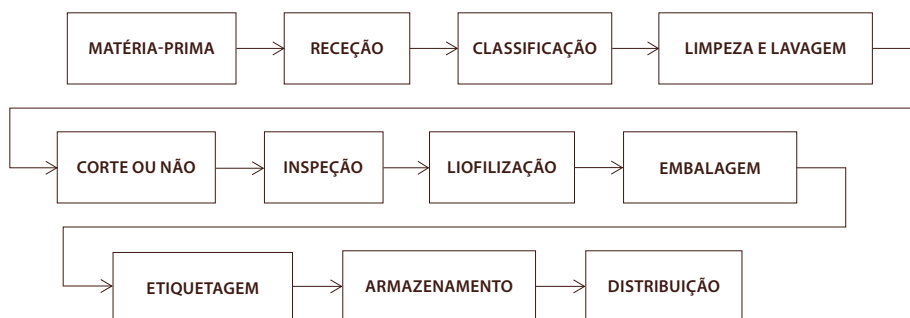 MATÉRIA-PRIMA
RECEÇÃO
CLASSIFICAÇÃO
LIMPEZA E LAVAGEM
CORTE OU NÃO
INSPEÇÃO
LIOFILIZAÇÃO
EMBALAGEM
ETIQUETAGEM
ARMAZENAMENTO
DISTRIBUIÇÃO